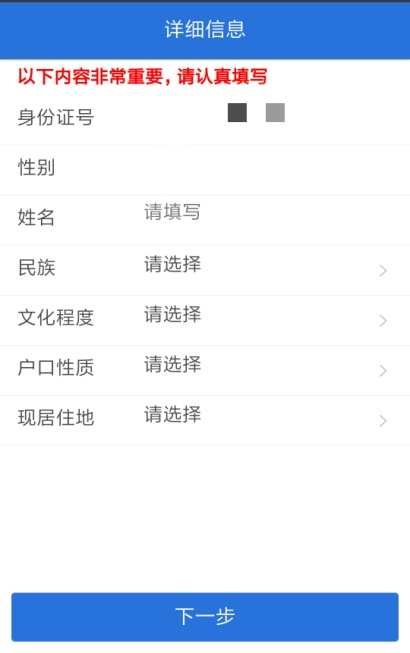 详细信息
以下内容非常重要，请认真填写
身份证号
性别
姓名 请填写
民族 请选择
文化程度 请选择
户口性质 请选择
现居住地 请选择
下一步